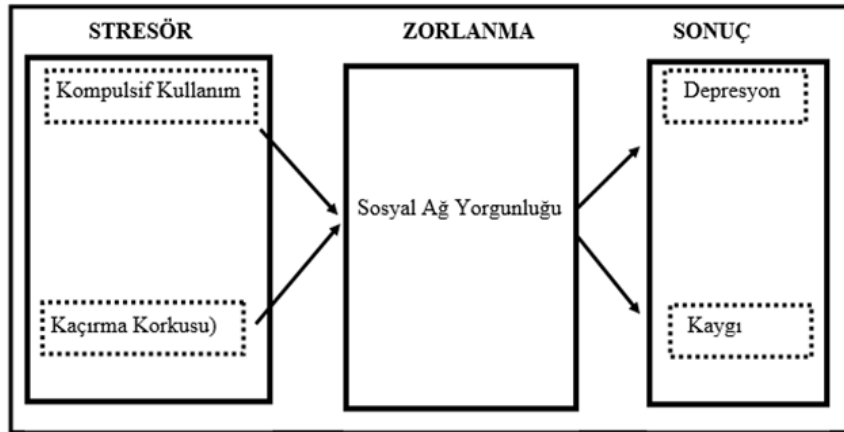 STRESÖR
ZORLANMA
SONUÇ
Kompulsif Kullanım
Depresyon
Sosyal Ağ Yorgunluğu
Kaçırma Korkusu)
Kaygı